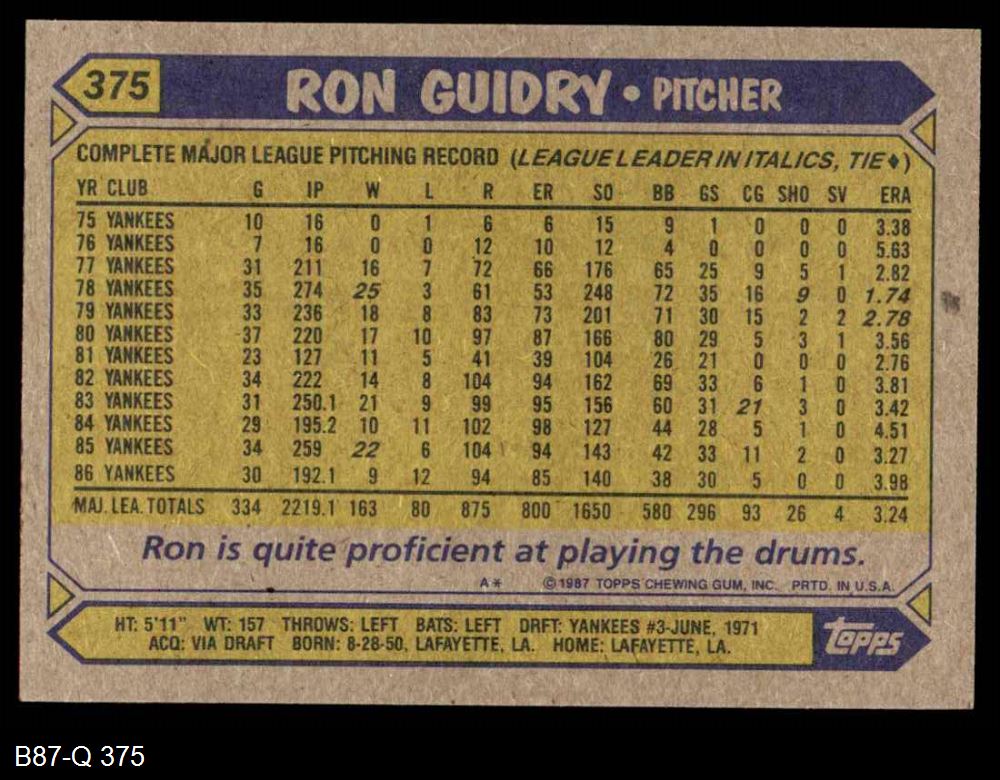 375 RON GUIDRY • PITCHER
COMPLETE MAJOR LEAGUE PITCHING RECORD (LEAGUE LEADER IN ITALICS, TIE♦)
YR CLUB G IP W L R ER SO BB GS CG SHO SV ERA
75 YANKEES 10 16 0 1 6 6 15 9 1 0 0 0 3.38
76 YANKEES 7 16 0 0 12 10 12 4 0 0 0 0 5.63
77 YANKEES 31 211 16 7 72 66 176 65 25 9 5 1 2.82
78 YANKEES 35 274 25 3 61 53 248 72 35 16 9 0 1.74
79 YANKEES 33 236 18 8 83 73 201 71 30 15 2 2 2.78
80 YANKEES 37 220 17 10 97 87 166 80 29 5 3 1 3.56
81 YANKEES 23 127 11 5 41 39 104 26 21 0 0 0 2.76
82 YANKEES 34 222 14 8 104 94 162 69 33 6 1 0 3.81
83 YANKEES 31 250.1 21 9 99 95 156 60 31 21 3 0 3.42
84 YANKEES 29 195.2 10 11 102 98 127 44 28 5 1 0 4.51
85 YANKEES 34 259 22 6 104 94 143 42 33 11 2 0 3.27
86 YANKEES 30 192.1 9 12 94 85 140 38 30 5 0 0 3.98
MAJ. LEA. TOTALS 334 2219.1 163 80 875 800 1650 580 296 93 26 4 3.24
Ron is quite proficient at playing the drums.
A* ©1987 TOPPS CHEWING GUM, INC. PRTD. IN U.S.A.
HT: 5'11" WT: 157 THROWS: LEFT BATS: LEFT DRFT: YANKEES #3-JUNE, 1971
ACQ: VIA DRAFT BORN: 8-28-50, LAFAYETTE, LA. HOME: LAFAYETTE, LA.
topps
B87-Q 375